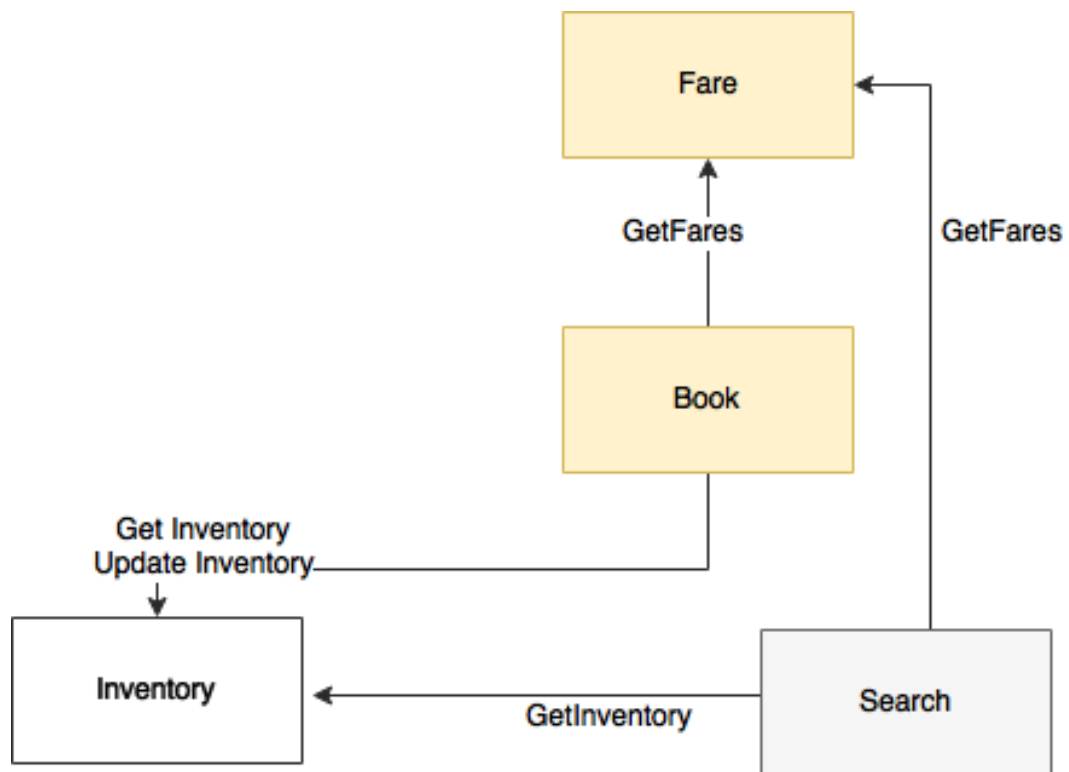 Fare
GetFares
GetFares
Book
Get Inventory
Update Inventory
Inventory
GetInventory
Search